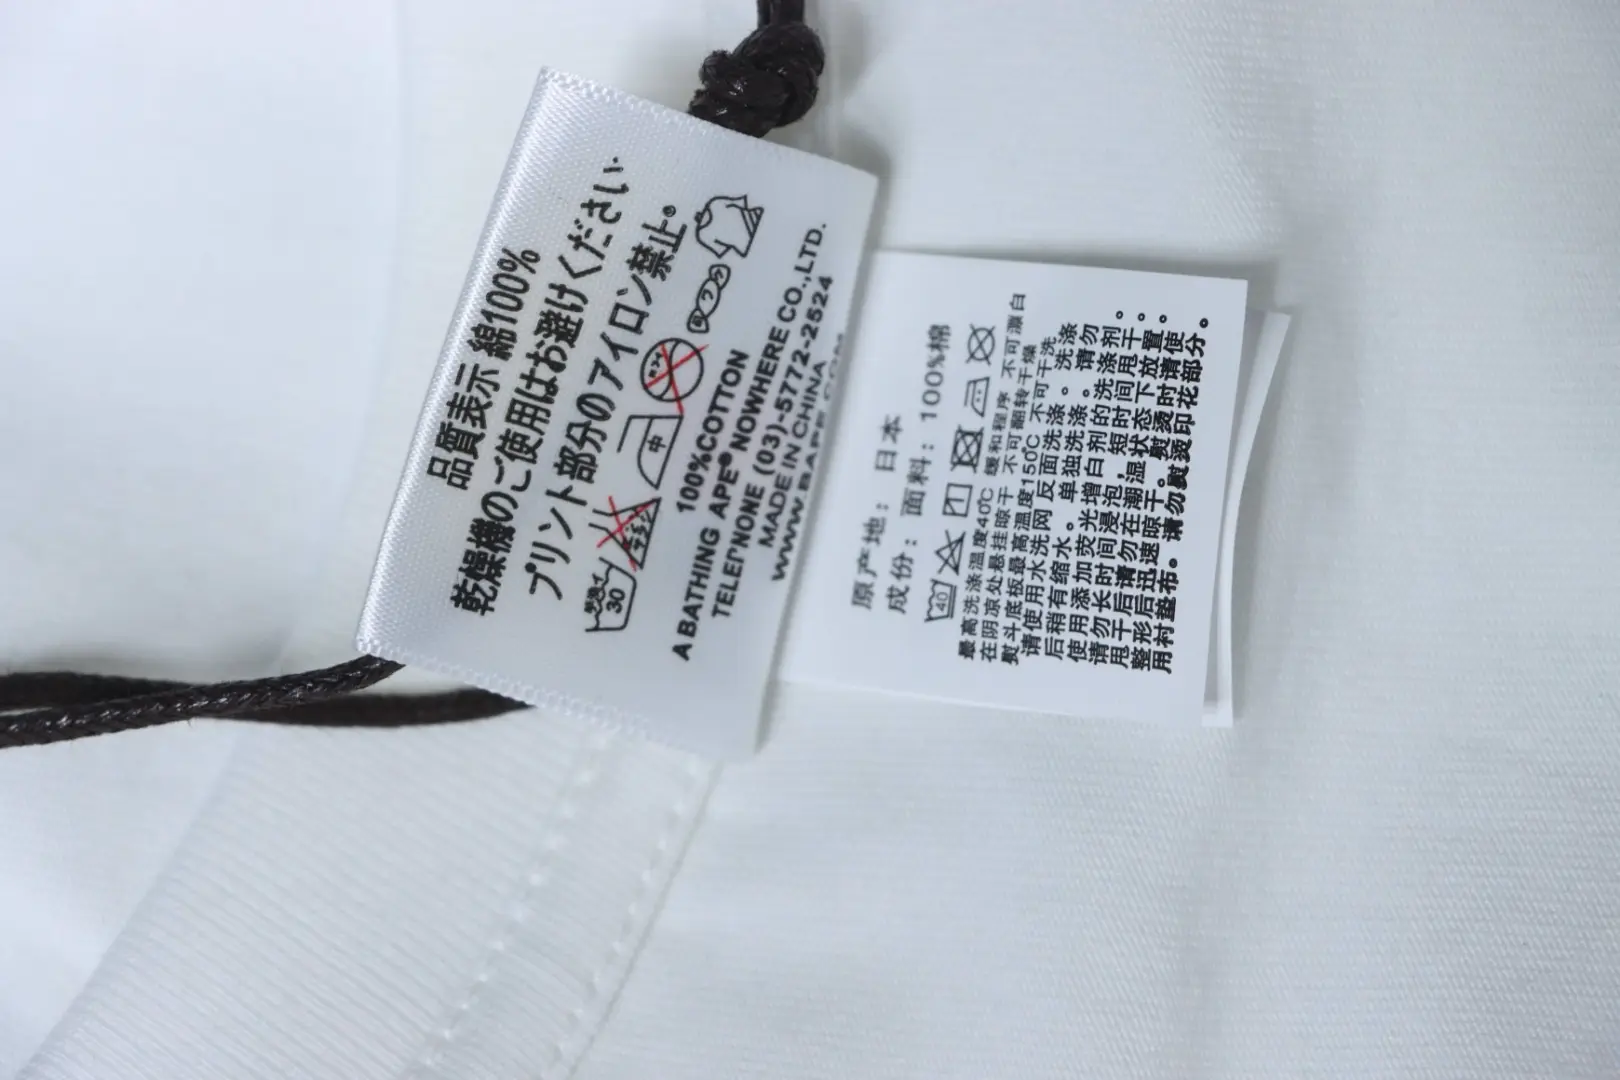 品質表示 綿100%
乾燥機のご使用はお避けください
プリント部分のアイロン禁止。
30
中
100%COTTON
A BATHING APE® NOWHERE CO.,LTD.
(03)-5772-2524
MADE IN CHINA
原产地：日本
成份：面料：100%棉
40
最高洗涤温度40℃ 缓和程序 不可漂白
在阴凉处悬挂晾干 不可翻转干燥
熨斗底板最高温度150℃ 不可干洗
请使用水洗网反面洗涤。洗涤
后稍有缩水。单独洗涤。请勿
使用添加荧光增白剂的洗涤剂。
请勿长时间浸泡，短时间甩干。
甩干后请勿在潮湿状态下放置。
整形后迅速晾干。熨烫时请使
用衬垫布。请勿熨烫印花部分。